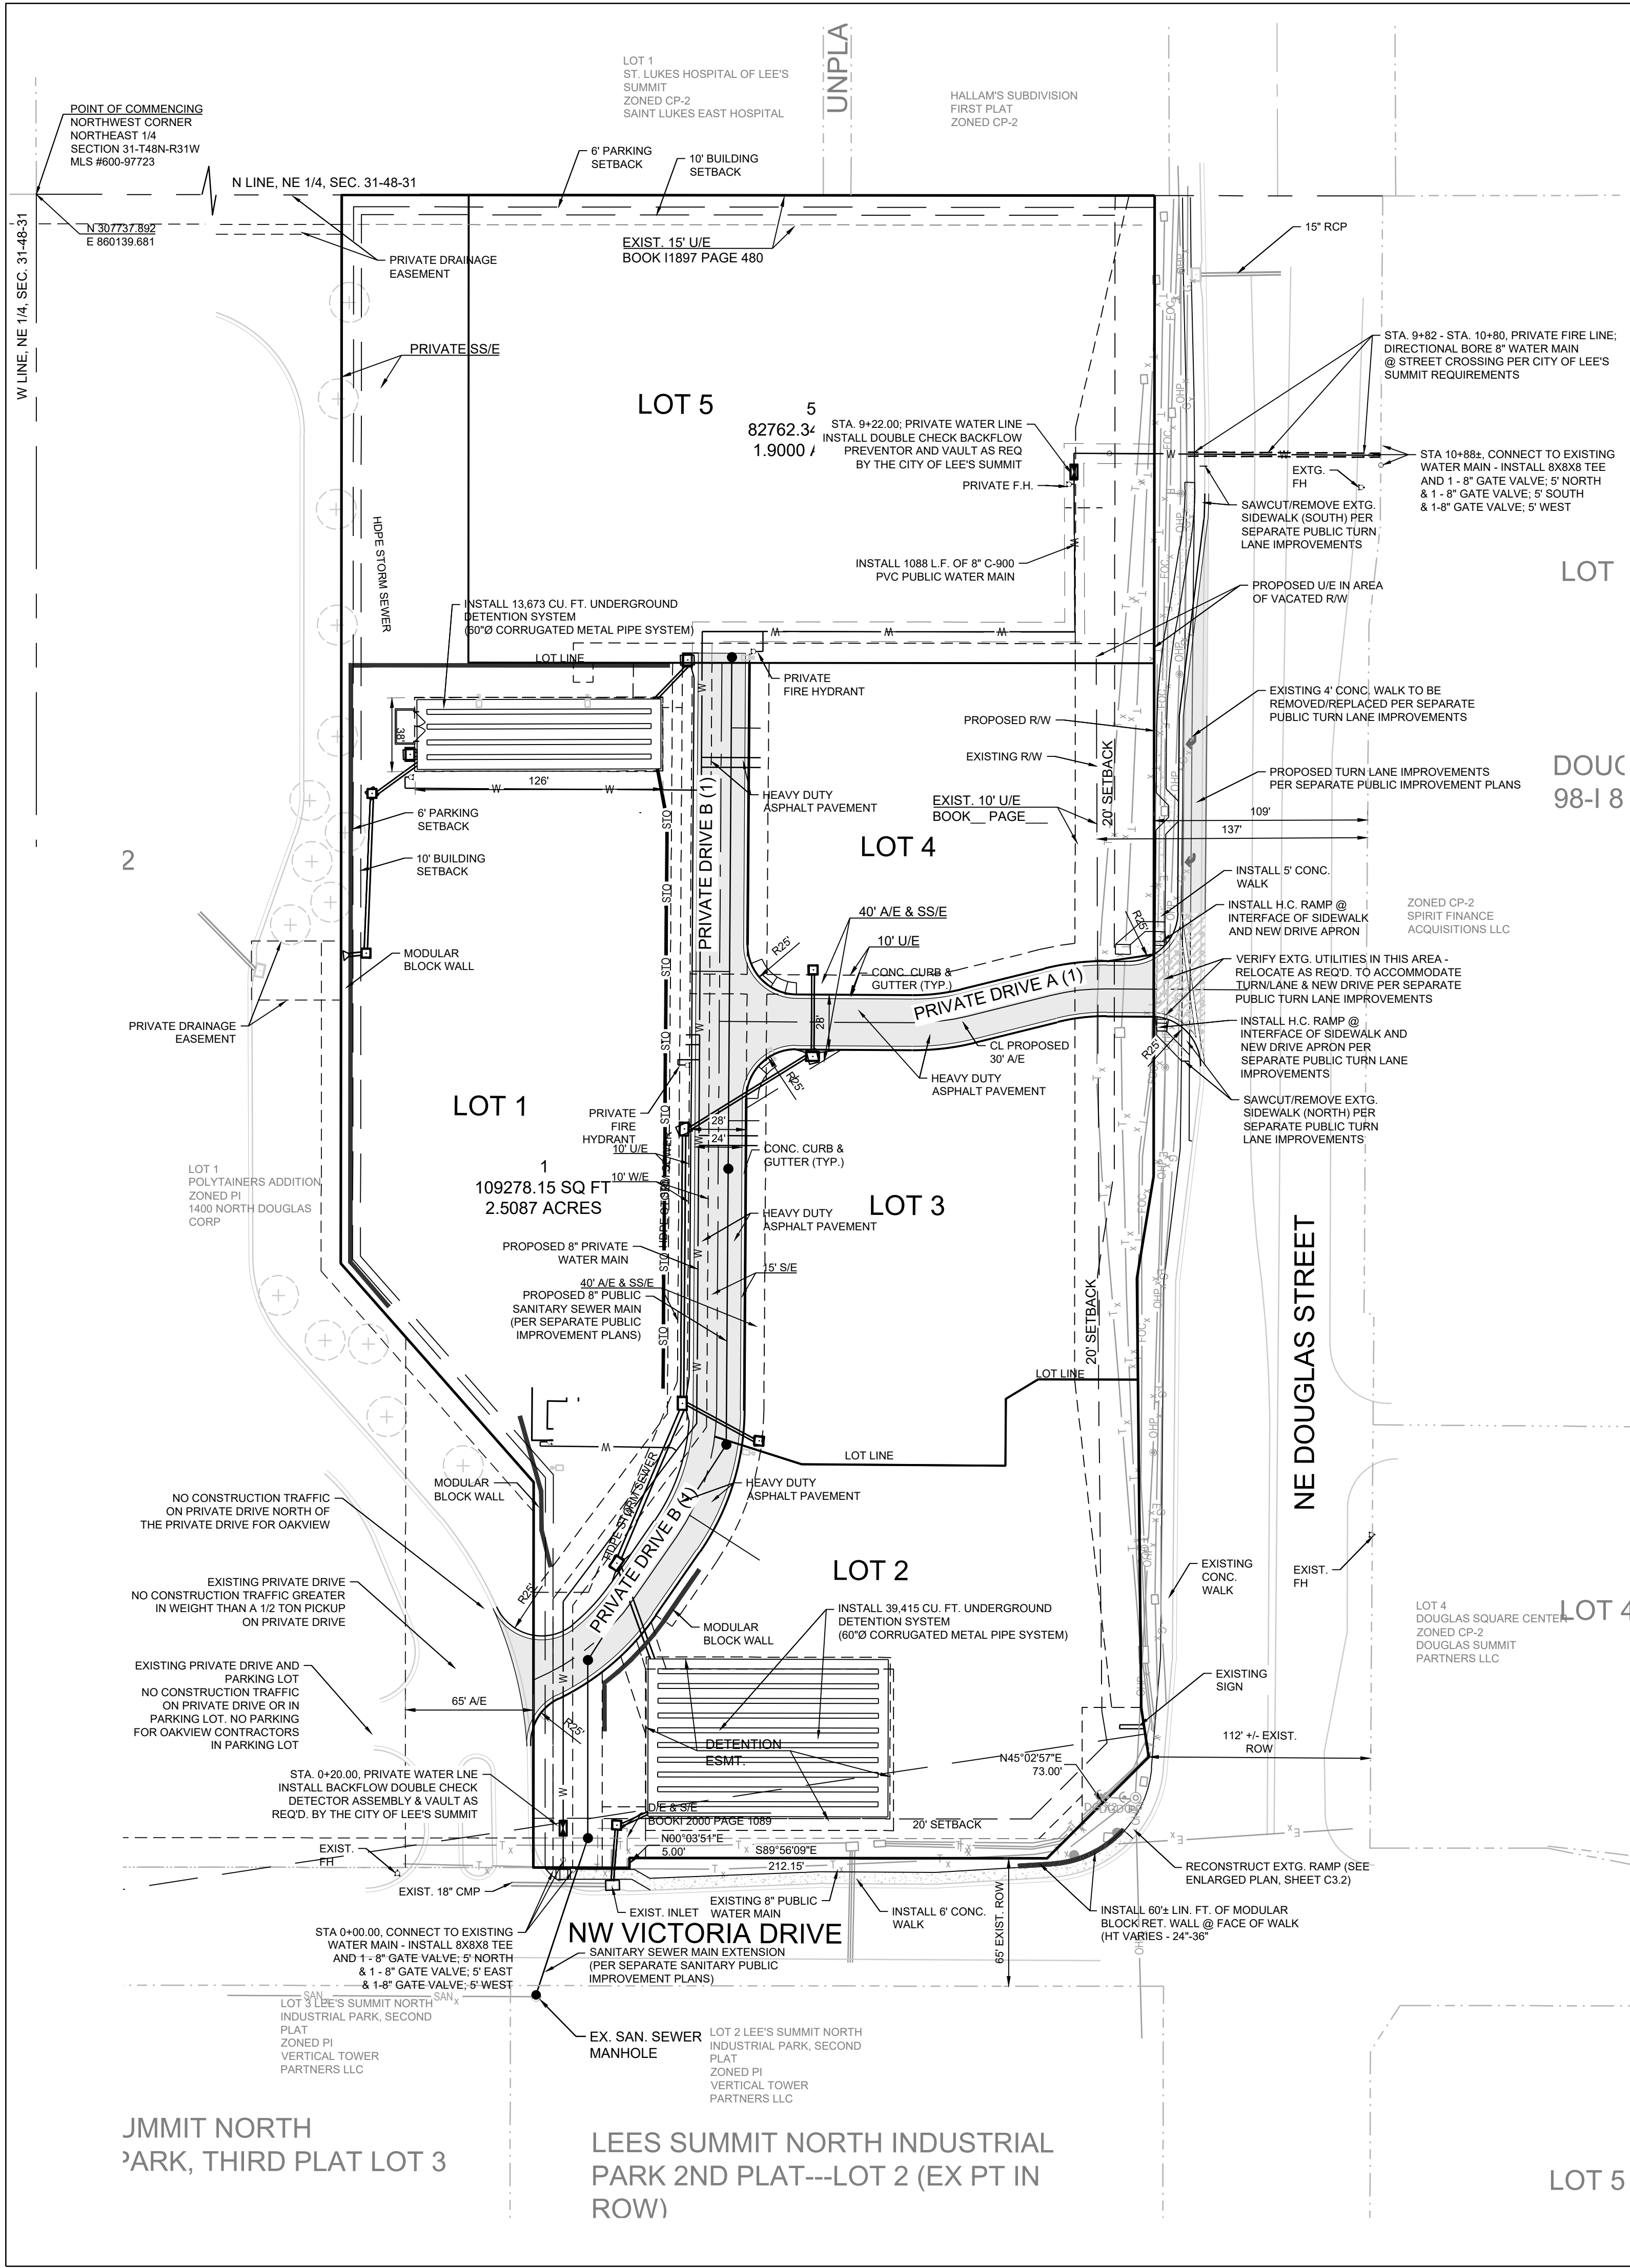 LOT 1
ST. LUKES HOSPITAL OF LEE'S
SUMMIT
ZONED CP-2
SAINT LUKES EAST HOSPITAL
UNPLA
HALLAM'S SUBDIVISION
FIRST PLAT
ZONED CP-2
POINT OF COMMENCING
NORTHWEST CORNER
NORTHEAST 1/4
SECTION 31-T48N-R31W
MLS #600-97723
6' PARKING
SETBACK
10' BUILDING
SETBACK
N LINE, NE 1/4, SEC. 31-48-31
N 307737.892
E 860139.681
W LINE, NE 1/4, SEC. 31-48-31
PRIVATE DRAINAGE
EASEMENT
EXIST. 15' U/E
BOOK I1897 PAGE 480
15" RCP
PRIVATE SS/E
STA. 9+82 - STA. 10+80, PRIVATE FIRE LINE;
DIRECTIONAL BORE 8" WATER MAIN
@ STREET CROSSING PER CITY OF LEE'S
SUMMIT REQUIREMENTS
LOT 5
5
82762.34
1.9000
STA. 9+22.00; PRIVATE WATER LINE
INSTALL DOUBLE CHECK BACKFLOW
PREVENTOR AND VAULT AS REQ
BY THE CITY OF LEE'S SUMMIT
PRIVATE F.H.
STA 10+88±, CONNECT TO EXISTING
WATER MAIN - INSTALL 8X8X8 TEE
AND 1 - 8" GATE VALVE; 5' NORTH
& 1 - 8" GATE VALVE; 5' SOUTH
& 1-8" GATE VALVE; 5' WEST
EXTG.
FH
SAWCUT/REMOVE EXTG.
SIDEWALK (SOUTH) PER
SEPARATE PUBLIC TURN
LANE IMPROVEMENTS
HDPE STORM SEWER
INSTALL 1088 L.F. OF 8" C-900
PVC PUBLIC WATER MAIN
LOT
PROPOSED U/E IN AREA
OF VACATED R/W
INSTALL 13,673 CU. FT. UNDERGROUND
DETENTION SYSTEM
(60"Ø CORRUGATED METAL PIPE SYSTEM)
LOT LINE
PRIVATE
FIRE HYDRANT
EXISTING 4' CONC. WALK TO BE
REMOVED/REPLACED PER SEPARATE
PUBLIC TURN LANE IMPROVEMENTS
PROPOSED R/W
EXISTING R/W
38'
126'
20' SETBACK
PROPOSED TURN LANE IMPROVEMENTS
PER SEPARATE PUBLIC IMPROVEMENT PLANS
DOUG
98-I 8
HEAVY DUTY
ASPHALT PAVEMENT
EXIST. 10' U/E
BOOK__ PAGE___
109'
137'
6' PARKING
SETBACK
PRIVATE DRIVE B (1)
LOT 4
2
10' BUILDING
SETBACK
INSTALL 5' CONC.
WALK
ZONED CP-2
SPIRIT FINANCE
ACQUISITIONS LLC
INSTALL H.C. RAMP @
INTERFACE OF SIDEWALK
AND NEW DRIVE APRON
40' A/E & SS/E
10' U/E
R25'
R25'
MODULAR
BLOCK WALL
CONC. CURB &
GUTTER (TYP.)
VERIFY EXTG. UTILITIES IN THIS AREA -
RELOCATE AS REQ'D. TO ACCOMMODATE
TURN/LANE & NEW DRIVE PER SEPARATE
PUBLIC TURN LANE IMPROVEMENTS
PRIVATE DRIVE A (1)
PRIVATE DRAINAGE
EASEMENT
28'
CL PROPOSED
30' A/E
INSTALL H.C. RAMP @
INTERFACE OF SIDEWALK AND
NEW DRIVE APRON PER
SEPARATE PUBLIC TURN LANE
IMPROVEMENTS
R25'
R25'
HEAVY DUTY
ASPHALT PAVEMENT
LOT 1
PRIVATE
FIRE
HYDRANT
28'
24'
SAWCUT/REMOVE EXTG.
SIDEWALK (NORTH) PER
SEPARATE PUBLIC TURN
LANE IMPROVEMENTS
10' U/E
CONC. CURB &
GUTTER (TYP.)
LOT 1
POLYTAINERS ADDITION
ZONED PI
1400 NORTH DOUGLAS
CORP
1
109278.15 SQ FT
2.5087 ACRES
10' W/E
LOT 3
HEAVY DUTY
ASPHALT PAVEMENT
PROPOSED 8" PRIVATE
WATER MAIN
15' S/E
40' A/E & SS/E
PROPOSED 8" PUBLIC
SANITARY SEWER MAIN
(PER SEPARATE PUBLIC
IMPROVEMENT PLANS)
20' SETBACK
NE DOUGLAS STREET
LOT LINE
LOT LINE
MODULAR
BLOCK WALL
HEAVY DUTY
ASPHALT PAVEMENT
NO CONSTRUCTION TRAFFIC
ON PRIVATE DRIVE NORTH OF
THE PRIVATE DRIVE FOR OAKVIEW
HDPE STORM SEWER
PRIVATE DRIVE B (1)
LOT 2
EXISTING
CONC.
WALK
EXIST.
FH
EXISTING PRIVATE DRIVE
NO CONSTRUCTION TRAFFIC GREATER
IN WEIGHT THAN A 1/2 TON PICKUP
ON PRIVATE DRIVE
R25'
INSTALL 39,415 CU. FT. UNDERGROUND
DETENTION SYSTEM
(60"Ø CORRUGATED METAL PIPE SYSTEM)
MODULAR
BLOCK WALL
LOT 4
DOUGLAS SQUARE CENTER
ZONED CP-2
DOUGLAS SUMMIT
PARTNERS LLC
LOT 4
EXISTING PRIVATE DRIVE AND
PARKING LOT
NO CONSTRUCTION TRAFFIC
ON PRIVATE DRIVE OR IN
PARKING LOT. NO PARKING
FOR OAKVIEW CONTRACTORS
IN PARKING LOT
65' A/E
EXISTING
SIGN
R25'
DETENTION
ESMT.
112' +/- EXIST.
ROW
N45°02'57"E
73.00'
STA. 0+20.00, PRIVATE WATER LNE
INSTALL BACKFLOW DOUBLE CHECK
DETECTOR ASSEMBLY & VAULT AS
REQ'D. BY THE CITY OF LEE'S SUMMIT
D/E & S/E
BOOKI 2000 PAGE 1089
20' SETBACK
N00°03'51"E
5.00'
S89°56'09"E
212.15'
EXIST.
FH
EXIST. 18" CMP
EXIST. INLET
EXISTING 8" PUBLIC
WATER MAIN
INSTALL 6' CONC.
WALK
65' EXIST. ROW
RECONSTRUCT EXTG. RAMP (SEE
ENLARGED PLAN, SHEET C3.2)
INSTALL 60'± LIN. FT. OF MODULAR
BLOCK RET. WALL @ FACE OF WALK
(HT VARIES - 24"-36"
NW VICTORIA DRIVE
STA 0+00.00, CONNECT TO EXISTING
WATER MAIN - INSTALL 8X8X8 TEE
AND 1 - 8" GATE VALVE; 5' NORTH
& 1 - 8" GATE VALVE; 5' EAST
& 1-8" GATE VALVE; 5' WEST
SANITARY SEWER MAIN EXTENSION
(PER SEPARATE SANITARY PUBLIC
IMPROVEMENT PLANS)
SAN
SAN
LOT 3 LEE'S SUMMIT NORTH
INDUSTRIAL PARK, SECOND
PLAT
ZONED PI
VERTICAL TOWER
PARTNERS LLC
EX. SAN. SEWER
MANHOLE
LOT 2 LEE'S SUMMIT NORTH
INDUSTRIAL PARK, SECOND
PLAT
ZONED PI
VERTICAL TOWER
PARTNERS LLC
UMMIT NORTH
PARK, THIRD PLAT LOT 3
LEES SUMMIT NORTH INDUSTRIAL
PARK 2ND PLAT---LOT 2 (EX PT IN
ROW)
LOT 5